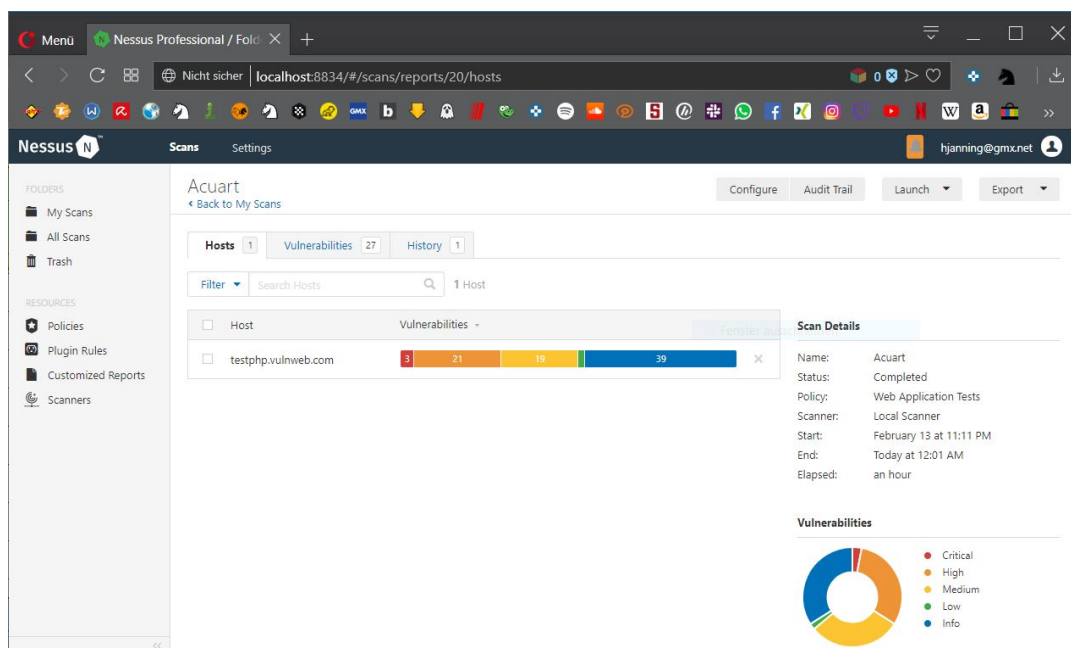 Menü
Nessus Professional / Fold
Nicht sicher localhost:8834/#/scans/reports/20/hosts
0
Nessus N Scans Settings hjanning@gmx.net
FOLDERS
My Scans
All Scans
Trash
RESOURCES
Policies
Plugin Rules
Customized Reports
Scanners
Acuart
Back to My Scans
Configure Audit Trail Launch Export
Hosts 1 Vulnerabilities 27 History 1
Filter Search Hosts 1 Host
Host Vulnerabilities
testphp.vulnweb.com 3 21 19 39
Scan Details
Name: Acuart
Status: Completed
Policy: Web Application Tests
Scanner: Local Scanner
Start: February 13 at 11:11 PM
End: Today at 12:01 AM
Elapsed: an hour
Vulnerabilities
Critical
High
Medium
Low
Info